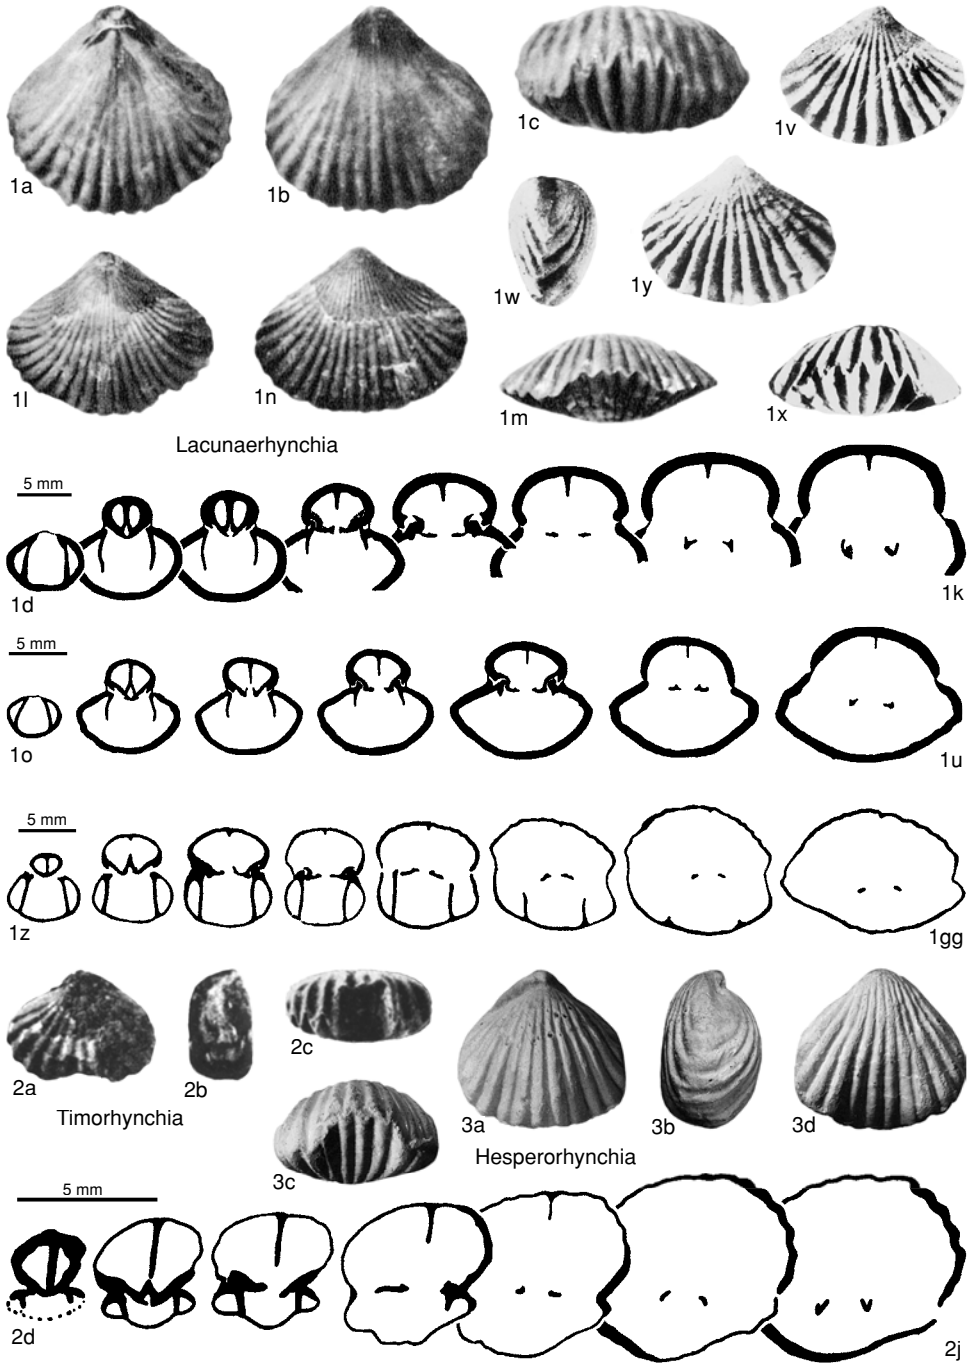 1a
1b
1c
1v
1w
1y
1l
1n
1m
1x
Lacunaerhynchia
5 mm
1d
1k
5 mm
1o
1u
5 mm
1z
1gg
2a
2b
2c
Timorhynchia
3a
3b
3d
3c
Hesperorhynchia
5 mm
2d
2j